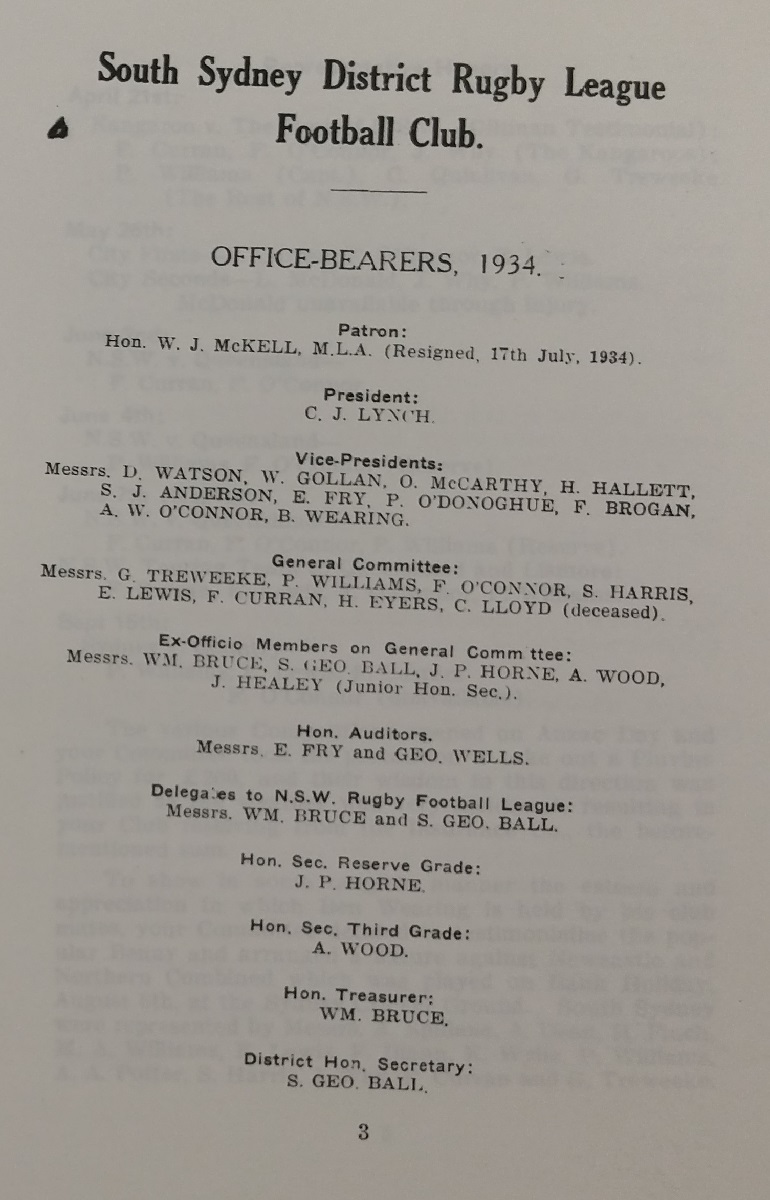 South Sydney District Rugby League
Football Club.
OFFICE-BEARERS, 1934.
Patron:
Hon. W. J. McKELL, M.L.A. (Resigned, 17th July, 1934).
President:
C. J. LYNCH.
Vice-Presidents:
Messrs. D. WATSON, W. GOLLAN, O. McCARTHY, H. HALLETT,
S. J. ANDERSON, E. FRY, P. O'DONOGHUE, F. BROGAN,
A. W. O'CONNOR, B. WEARING.
General Committee:
Messrs. G. TREWEEKE, P. WILLIAMS, F. O'CONNOR, S. HARRIS,
E. LEWIS, F. CURRAN, H. EYERS, C. LLOYD (deceased).
Ex-Officio Members on General Comm ttee:
Messrs. WM. BRUCE, S. GEO. BALL, J. P. HORNE, A. WOOD,
J. HEALEY (Junior Hon. Sec.).
Hon. Auditors.
Messrs. E. FRY and GEO. WELLS.
Delegates to N.S.W. Rugby Football League:
Messrs. WM. BRUCE and S. GEO. BALL.
Hon. Sec. Reserve Grade:
J. P. HORNE.
Hon. Sec. Third Grade:
A. WOOD.
Hon. Treasurer:
WM. BRUCE.
District Hon. Secretary:
S. GEO. BALL.
3